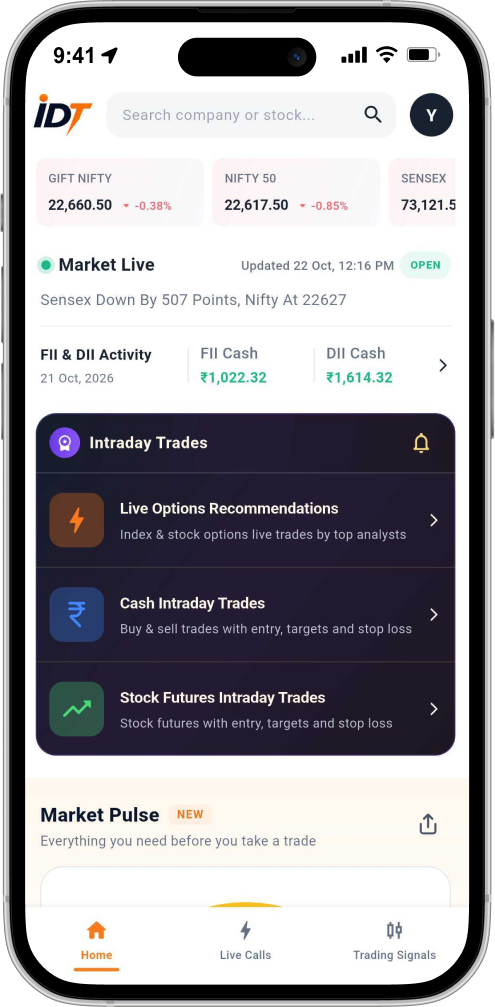 9:41
iDT
Search company or stock...
Y
GIFT NIFTY
22,660.50 -0.38%
NIFTY 50
22,617.50 -0.85%
SENSEX
73,121.5
Market Live
Updated 22 Oct, 12:16 PM
OPEN
Sensex Down By 507 Points, Nifty At 22627
FII & DII Activity
21 Oct, 2026
FII Cash
₹1,022.32
DII Cash
₹1,614.32
Intraday Trades
Live Options Recommendations
Index & stock options live trades by top analysts
₹
Cash Intraday Trades
Buy & sell trades with entry, targets and stop loss
Stock Futures Intraday Trades
Stock futures with entry, targets and stop loss
Market Pulse NEW
Everything you need before you take a trade
Home
Live Calls
Trading Signals